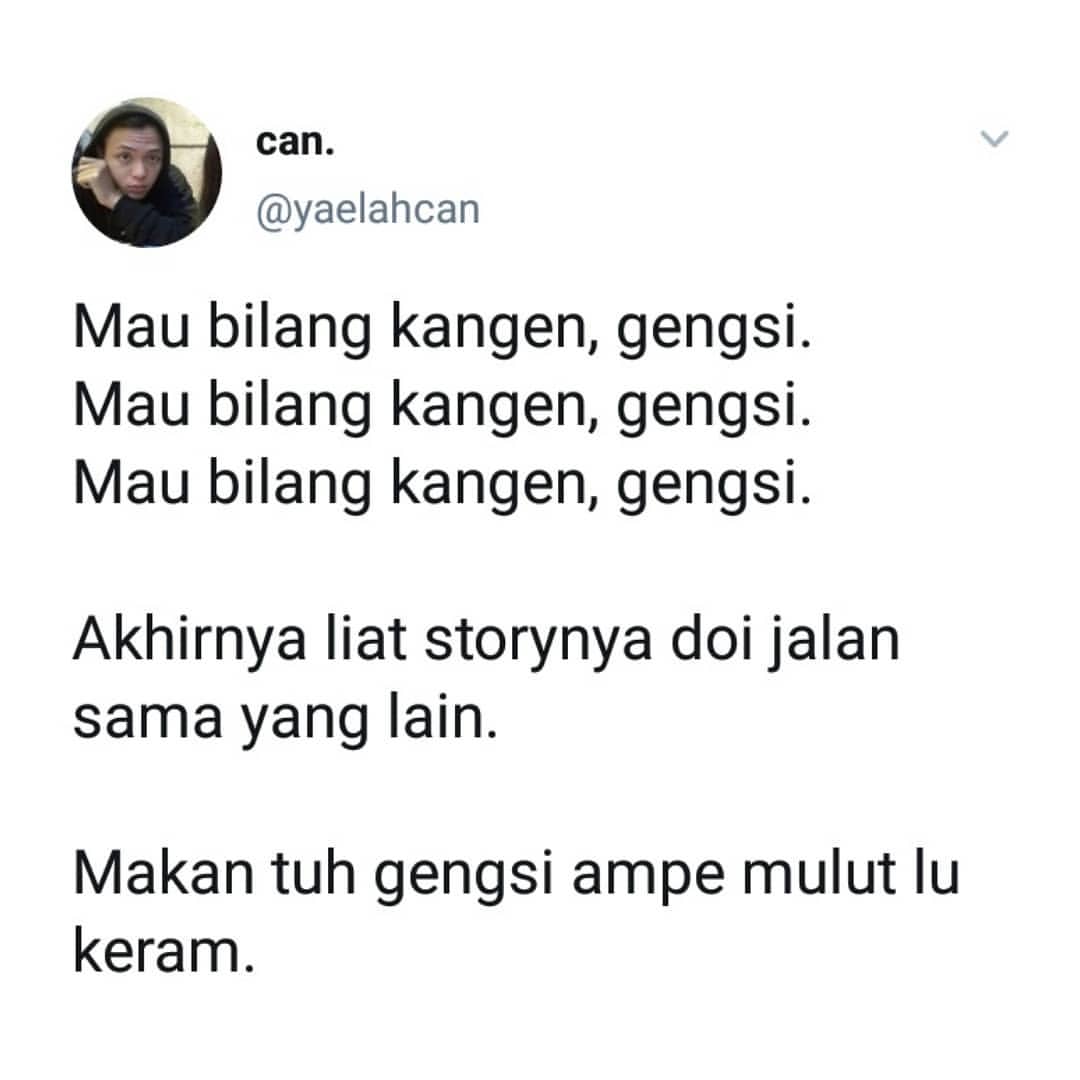 can.
@yaelahcan
Mau bilang kangen, gengsi.
Mau bilang kangen, gengsi.
Mau bilang kangen, gengsi.
Akhirnya liat storynya doi jalan
sama yang lain.
Makan tuh gengsi ampe mulut lu
keram.